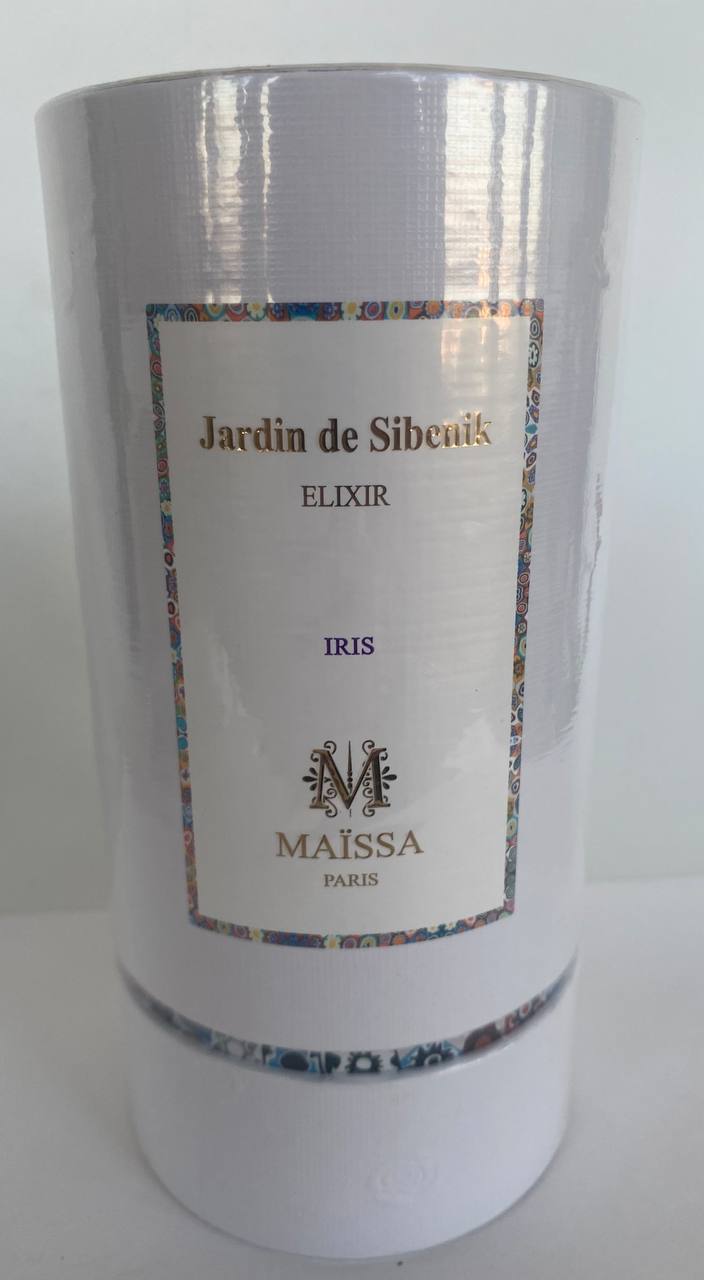 Jardin de Sibenik
ELIXIR
IRIS
M
MAÏSSA
PARIS